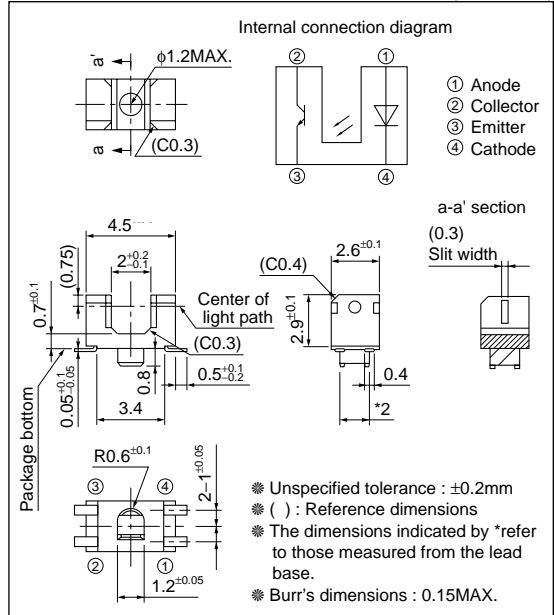 Internal connection diagram
a'
φ1.2MAX.
a
(C0.3)
②
①
③
④
① Anode
② Collector
③ Emitter
④ Cathode
a-a' section
(0.3)
Slit width
4.5
2+0.2 −0.1
(0.75)
0.7±0.1
Center of
light path
(C0.3)
0.05+0.1 −0.05
0.8
0.5+0.1 −0.2
3.4
Package bottom
2.6±0.1
(C0.4)
2.9±0.1
0.4
*2
R0.6±0.1
2−1±0.05
③
④
②
①
1.2±0.05
❋ Unspecified tolerance : ±0.2mm
❋ ( ) : Reference dimensions
❋ The dimensions indicated by *refer
to those measured from the lead
base.
❋ Burr's dimensions : 0.15MAX.